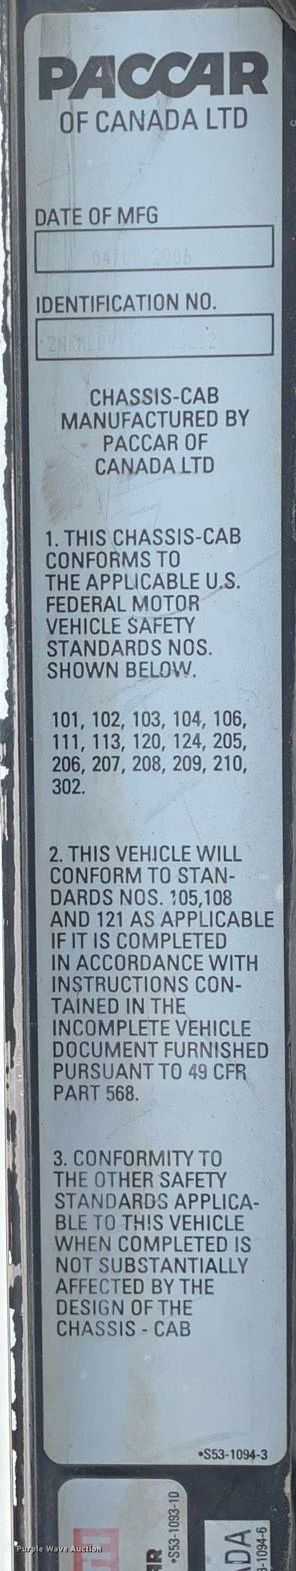 PACCAR
OF CANADA LTD
DATE OF MFG
2006
IDENTIFICATION NO.
CHASSIS-CAB
MANUFACTURED BY
PACCAR OF
CANADA LTD
1. THIS CHASSIS-CAB
CONFORMS TO
THE APPLICABLE U.S.
FEDERAL MOTOR
VEHICLE SAFETY
STANDARDS NOS.
SHOWN BELOW.
101, 102, 103, 104, 106,
111, 113, 120, 124, 205,
206, 207, 208, 209, 210,
302.
2. THIS VEHICLE WILL
CONFORM TO STAN-
DARDS NOS. 105,108
AND 121 AS APPLICABLE
IF IT IS COMPLETED
IN ACCORDANCE WITH
INSTRUCTIONS CON-
TAINED IN THE
INCOMPLETE VEHICLE
DOCUMENT FURNISHED
PURSUANT TO 49 CFR
PART 568.
3. CONFORMITY TO
THE OTHER SAFETY
STANDARDS APPLICA-
BLE TO THIS VEHICLE
WHEN COMPLETED IS
NOT SUBSTANTIALLY
AFFECTED BY THE
DESIGN OF THE
CHASSIS - CAB
•S53-1094-3
•S53-1093-10
ADA
3-1094-6
Purple Wave Auction